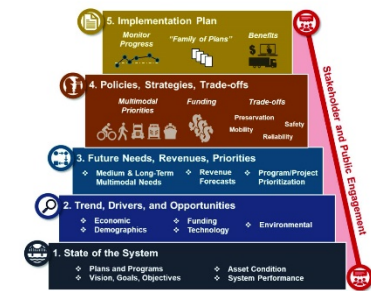 5. Implementation Plan
Monitor Progress
"Family of Plans"
Benefits
4. Policies, Strategies, Trade-offs
Multimodal Priorities
Funding
Trade-offs
Preservation
Mobility
Safety
Reliability
3. Future Needs, Revenues, Priorities
Medium & Long-Term Multimodal Needs
Revenue Forecasts
Program/Project Prioritization
2. Trend, Drivers, and Opportunities
Economic
Demographics
Funding
Technology
Environmental
1. State of the System
Plans and Programs
Vision, Goals, Objectives
Asset Condition
System Performance
Stakeholder and Public Engagement